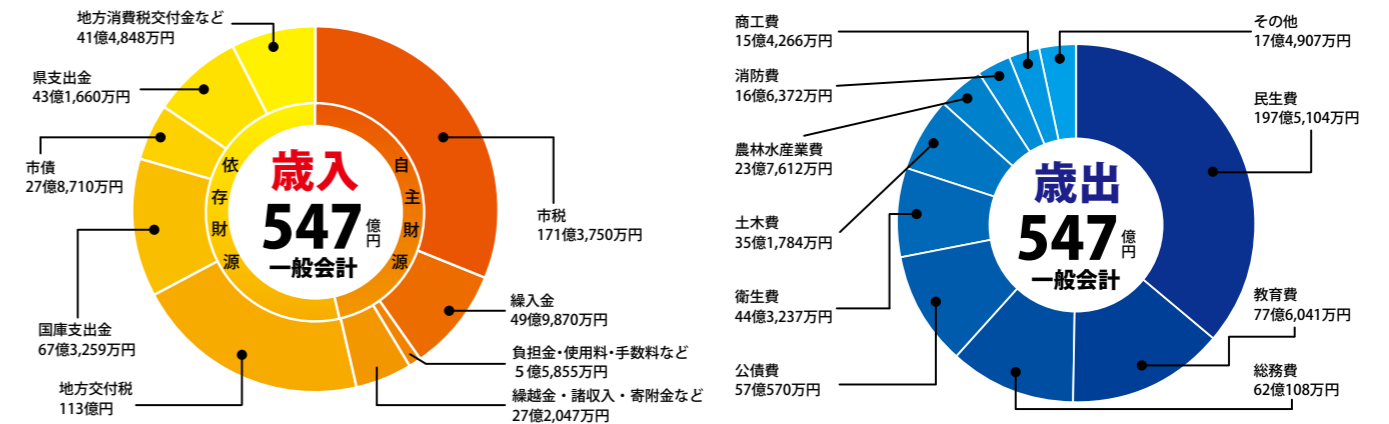 地方消費税交付金など
41億4,848万円
県支出金
43億1,660万円
市債
27億8,710万円
国庫支出金
67億3,259万円
地方交付税
113億円
依存財源
歳入
547億円
一般会計
自主財源
市税
171億3,750万円
繰入金
49億9,870万円
負担金・使用料・手数料など
5億5,855万円
繰越金・諸収入・寄附金など
27億2,047万円
商工費
15億4,266万円
消防費
16億6,372万円
農林水産業費
23億7,612万円
土木費
35億1,784万円
衛生費
44億3,237万円
公債費
57億570万円
歳出
547億円
一般会計
その他
17億4,907万円
民生費
197億5,104万円
教育費
77億6,041万円
総務費
62億108万円